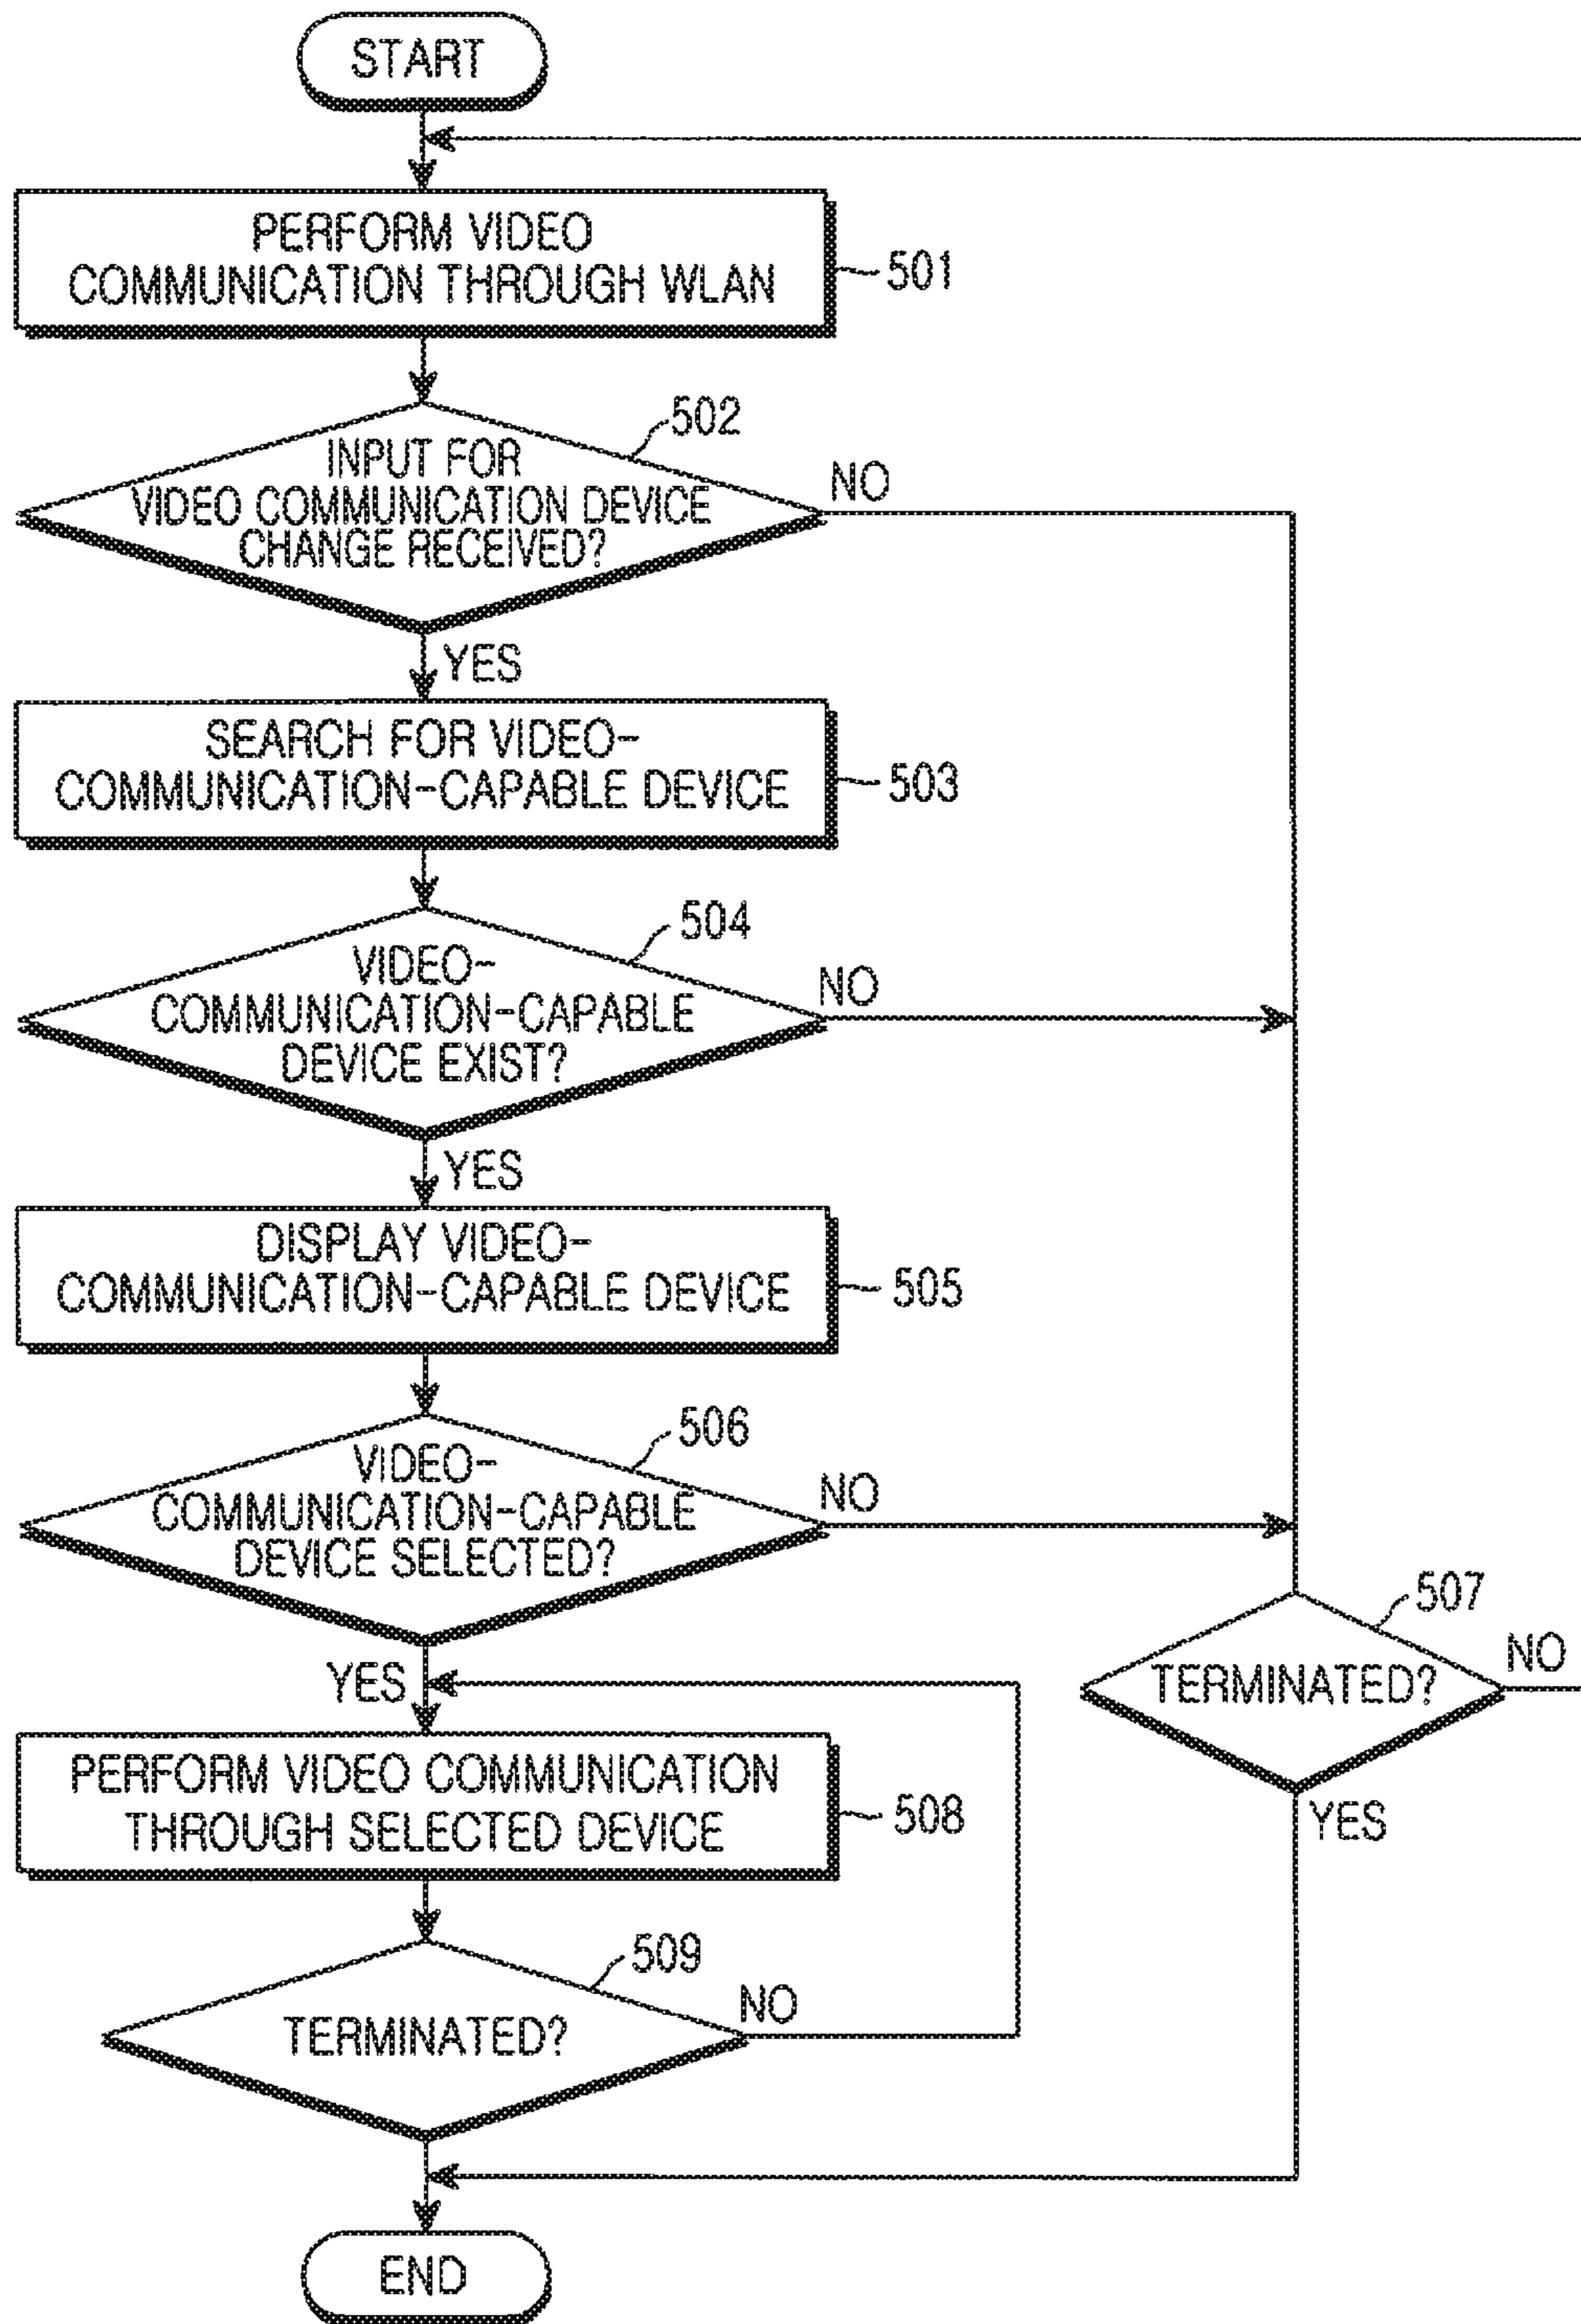 START
PERFORM VIDEO
COMMUNICATION THROUGH WLAN
501
502
INPUT FOR
VIDEO COMMUNICATION DEVICE
CHANGE RECEIVED?
NO
YES
SEARCH FOR VIDEO-
COMMUNICATION-CAPABLE DEVICE
503
504
VIDEO-
COMMUNICATION-CAPABLE
DEVICE EXIST?
NO
YES
DISPLAY VIDEO-
COMMUNICATION-CAPABLE DEVICE
505
506
VIDEO-
COMMUNICATION-CAPABLE
DEVICE SELECTED?
NO
YES
507
TERMINATED?
NO
YES
PERFORM VIDEO COMMUNICATION
THROUGH SELECTED DEVICE
508
509
TERMINATED?
NO
END